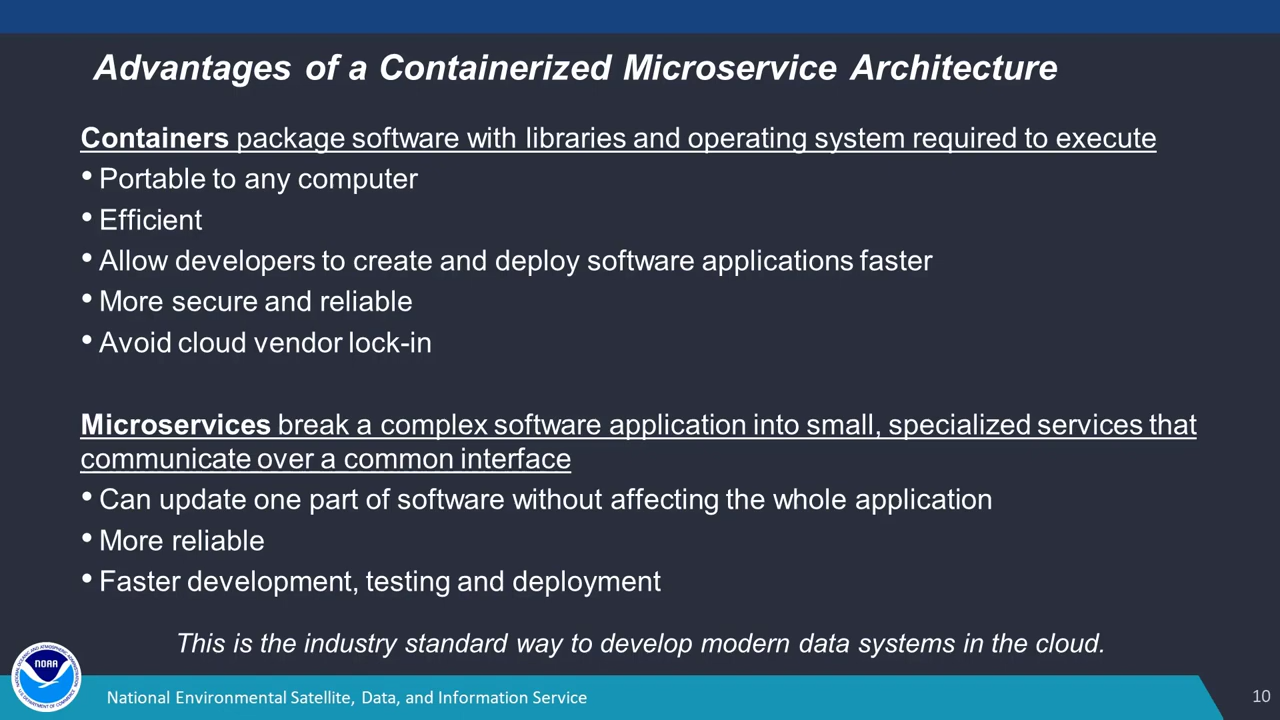 Advantages of a Containerized Microservice Architecture
Containers package software with libraries and operating system required to execute
• Portable to any computer
• Efficient
• Allow developers to create and deploy software applications faster
• More secure and reliable
• Avoid cloud vendor lock-in
Microservices break a complex software application into small, specialized services that
communicate over a common interface
• Can update one part of software without affecting the whole application
• More reliable
• Faster development, testing and deployment
This is the industry standard way to develop modern data systems in the cloud.
NOAA
National Environmental Satellite, Data, and Information Service
10